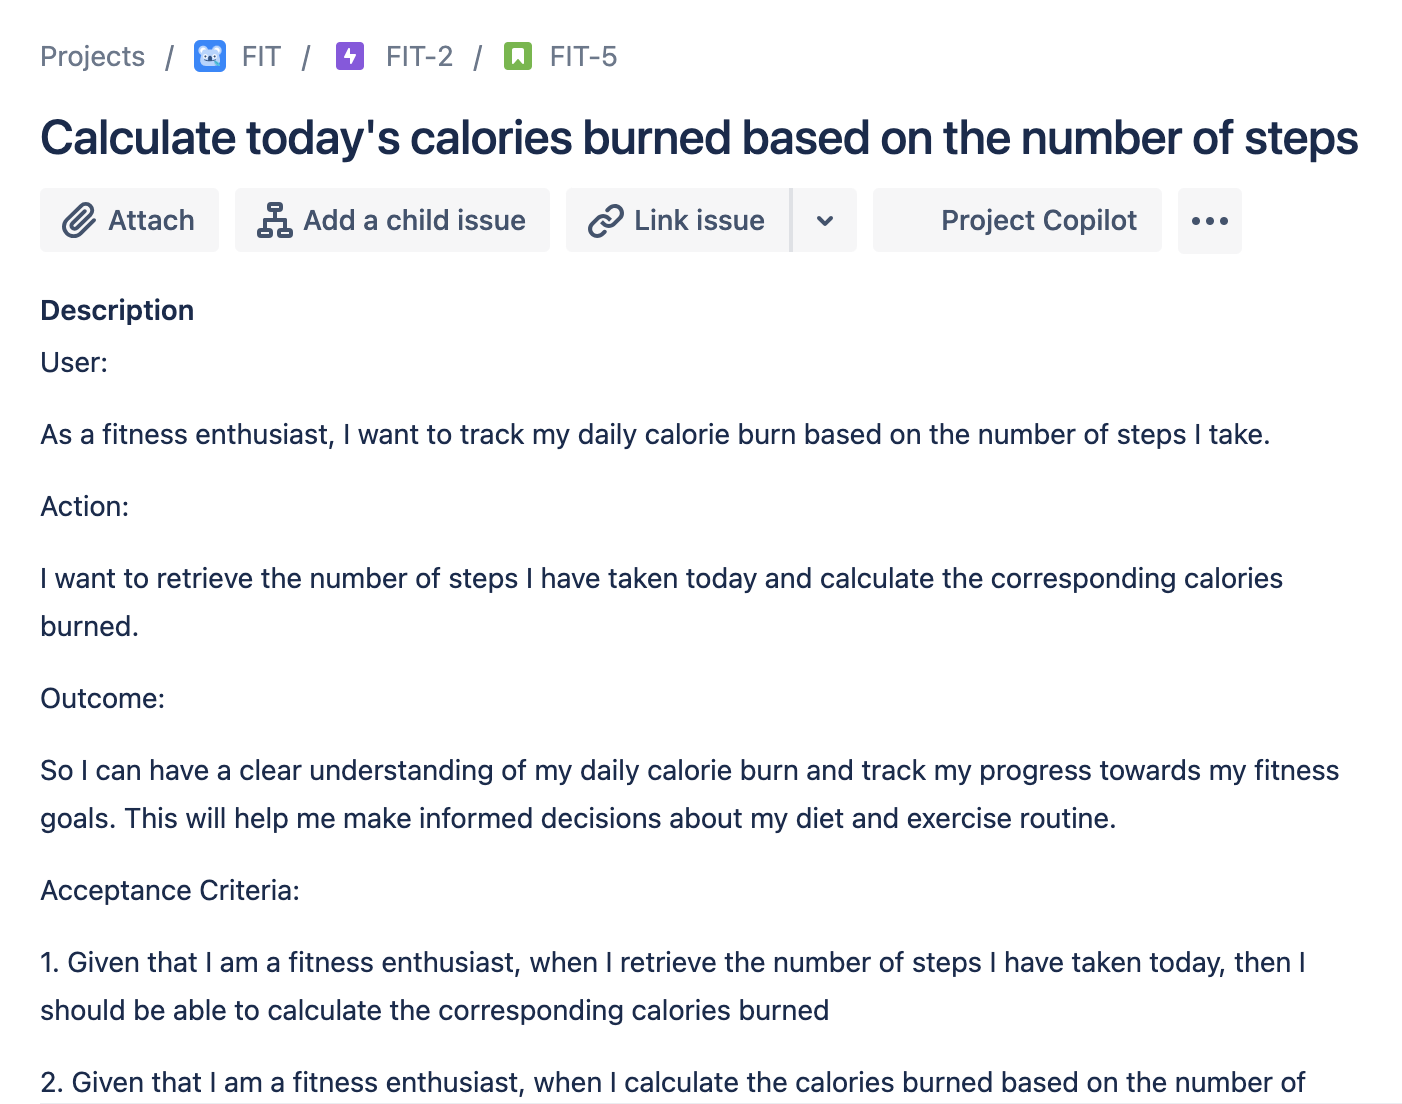 Projects / FIT / FIT-2 / FIT-5
Calculate today's calories burned based on the number of steps
Attach Add a child issue Link issue Project Copilot
Description
User:
As a fitness enthusiast, I want to track my daily calorie burn based on the number of steps I take.
Action:
I want to retrieve the number of steps I have taken today and calculate the corresponding calories
burned.
Outcome:
So I can have a clear understanding of my daily calorie burn and track my progress towards my fitness
goals. This will help me make informed decisions about my diet and exercise routine.
Acceptance Criteria:
1. Given that I am a fitness enthusiast, when I retrieve the number of steps I have taken today, then I
should be able to calculate the corresponding calories burned
2. Given that I am a fitness enthusiast, when I calculate the calories burned based on the number of